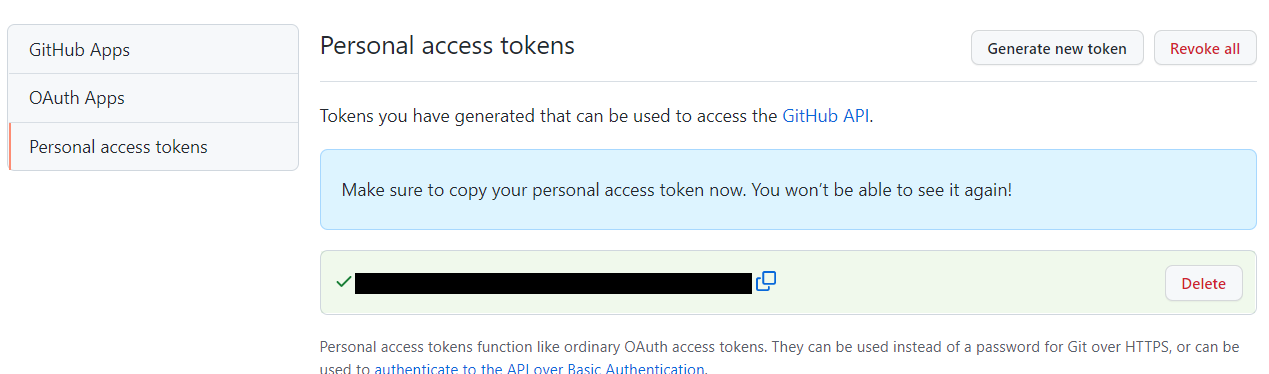 GitHub Apps
OAuth Apps
Personal access tokens
Personal access tokens
Generate new token
Revoke all
Tokens you have generated that can be used to access the GitHub API.
Make sure to copy your personal access token now. You won’t be able to see it again!
Delete
Personal access tokens function like ordinary OAuth access tokens. They can be used instead of a password for Git over HTTPS, or can be
used to authenticate to the API over Basic Authentication.